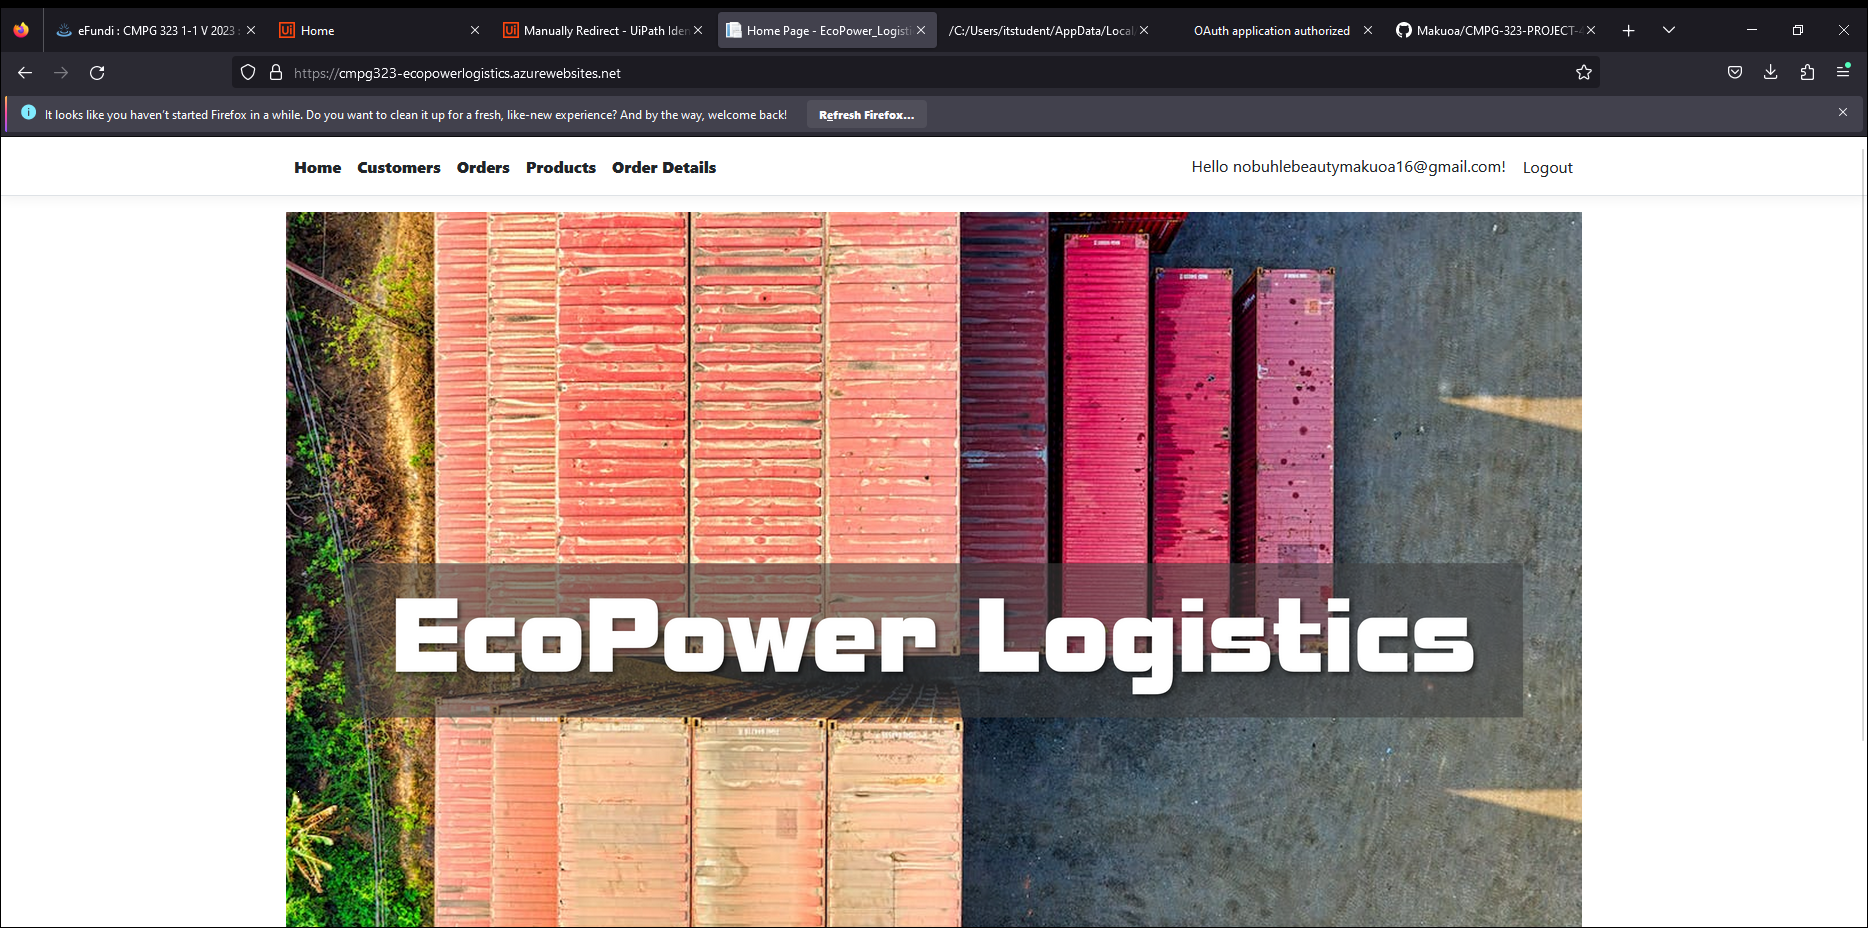 eFundi : CMPG 323 1-1 V 2023 :
Home
Manually Redirect - UiPath Iden
Home Page - EcoPower_Logisti
/C:/Users/itstudent/AppData/Local
OAuth application authorized
Makuoa/CMPG-323-PROJECT-4
https://cmpg323-ecopowerlogistics.azurewebsites.net
It looks like you haven't started Firefox in a while. Do you want to clean it up for a fresh, like-new experience? And by the way, welcome back!
Refresh Firefox...
Home Customers Orders Products Order Details
Hello nobuhlebeautymakuoa16@gmail.com! Logout
EcoPower Logistics